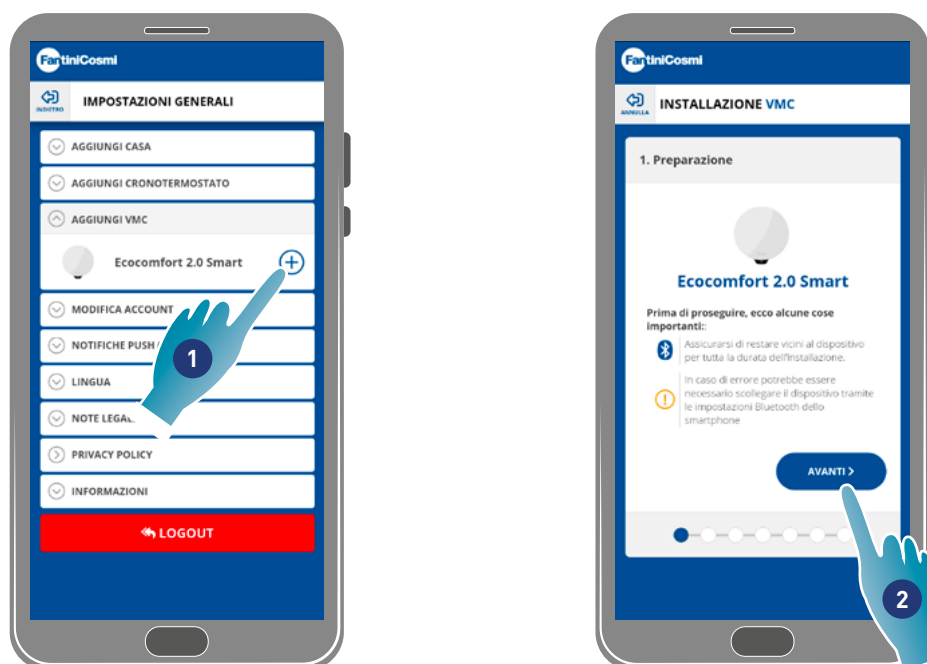 FantiniCosmi
INDIETRO
IMPOSTAZIONI GENERALI
AGGIUNGI CASA
AGGIUNGI CRONOTERMOSTATO
AGGIUNGI VMC
Ecocomfort 2.0 Smart
MODIFICA ACCOUNT
NOTIFICHE PUSH
1
LINGUA
NOTE LEGAL
PRIVACY POLICY
INFORMAZIONI
LOGOUT
FantiniCosmi
ANNULLA
INSTALLAZIONE VMC
1. Preparazione
Ecocomfort 2.0 Smart
Prima di proseguire, ecco alcune cose
importanti::
Assicurarsi di restare vicini al dispositivo
per tutta la durata dell'installazione.
In caso di errore potrebbe essere
necessario scollegare il dispositivo tramite
le impostazioni Bluetooth dello
smartphone
AVANTI >
2